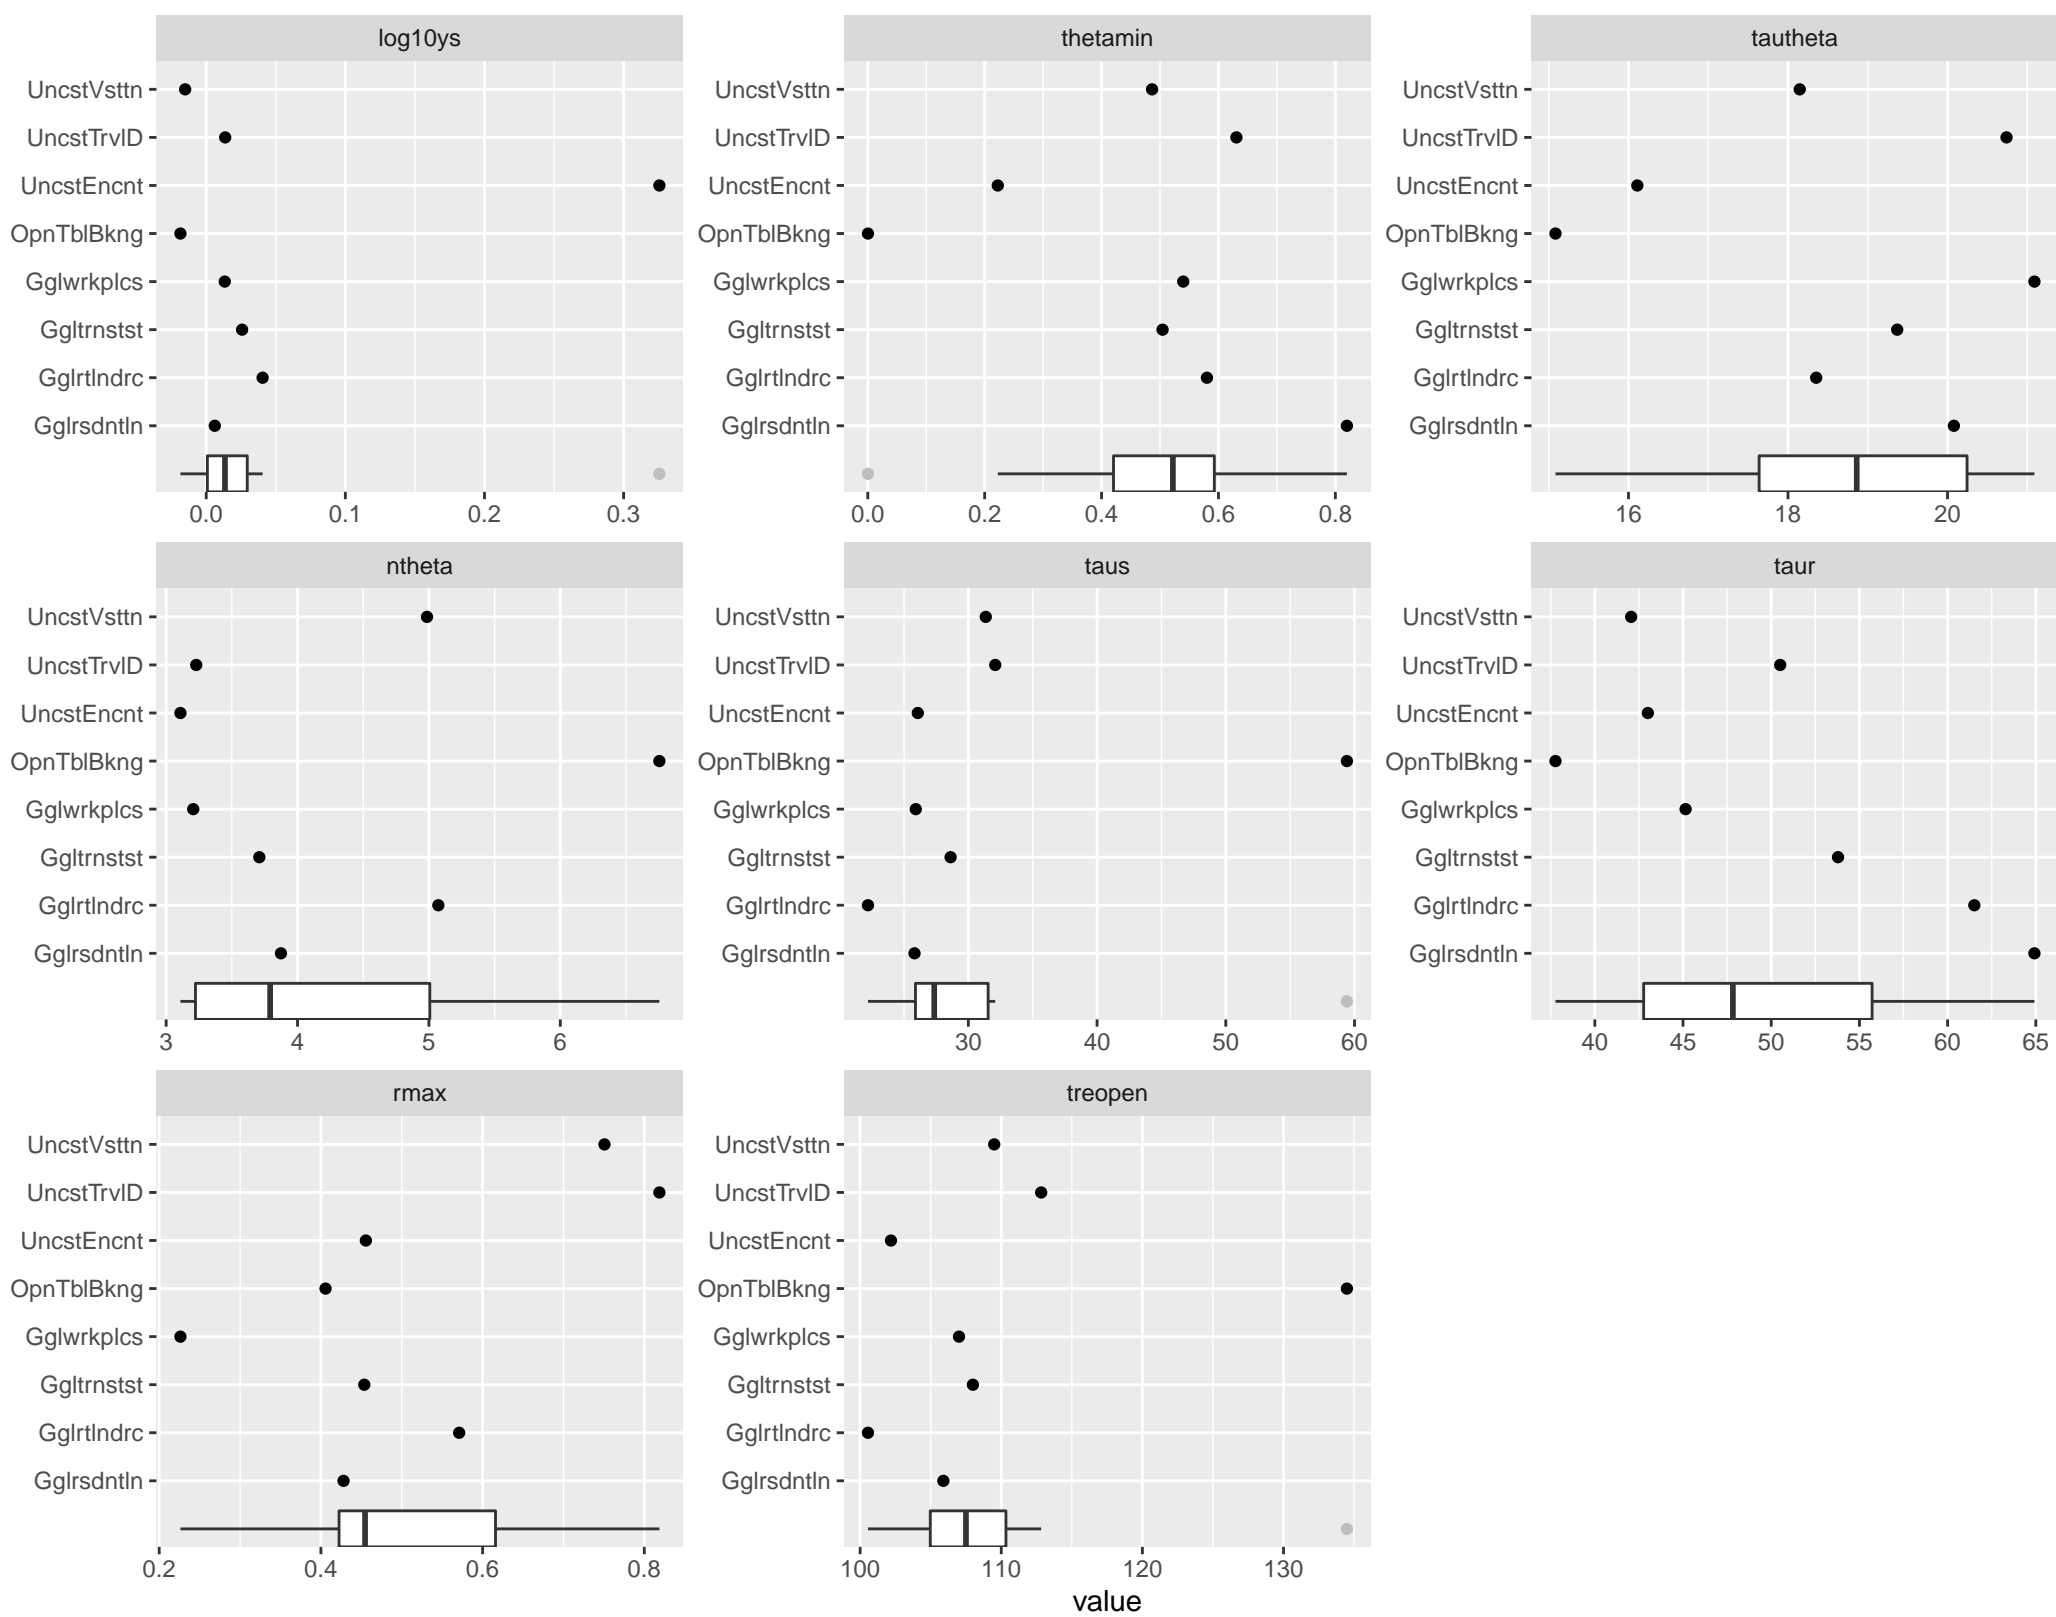 log10ys
thetamin
tautheta
UncstVsttn
UncstTrvlD
UncstEncnt
OpnTblBkng
Gglwrkplcs
Ggltrnstst
Gglrtlndrc
Gglrsdntln
0.0 0.1 0.2 0.3
UncstVsttn
UncstTrvlD
UncstEncnt
OpnTblBkng
Gglwrkplcs
Ggltrnstst
Gglrtlndrc
Gglrsdntln
0.0 0.2 0.4 0.6 0.8
UncstVsttn
UncstTrvlD
UncstEncnt
OpnTblBkng
Gglwrkplcs
Ggltrnstst
Gglrtlndrc
Gglrsdntln
16 18 20
ntheta
taus
taur
UncstVsttn
UncstTrvlD
UncstEncnt
OpnTblBkng
Gglwrkplcs
Ggltrnstst
Gglrtlndrc
Gglrsdntln
3 4 5 6
UncstVsttn
UncstTrvlD
UncstEncnt
OpnTblBkng
Gglwrkplcs
Ggltrnstst
Gglrtlndrc
Gglrsdntln
30 40 50 60
UncstVsttn
UncstTrvlD
UncstEncnt
OpnTblBkng
Gglwrkplcs
Ggltrnstst
Gglrtlndrc
Gglrsdntln
40 45 50 55 60 65
rmax
treopen
UncstVsttn
UncstTrvlD
UncstEncnt
OpnTblBkng
Gglwrkplcs
Ggltrnstst
Gglrtlndrc
Gglrsdntln
0.2 0.4 0.6 0.8
UncstVsttn
UncstTrvlD
UncstEncnt
OpnTblBkng
Gglwrkplcs
Ggltrnstst
Gglrtlndrc
Gglrsdntln
100 110 120 130
value